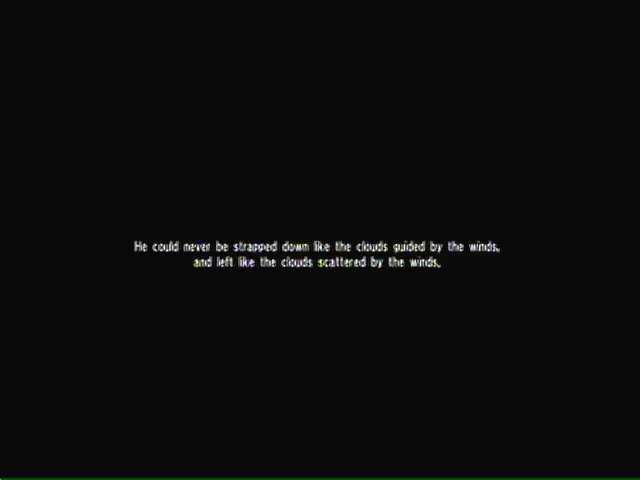 He could never be strapped down like the clouds guided by the winds,
and left like the clouds scattered by the winds.